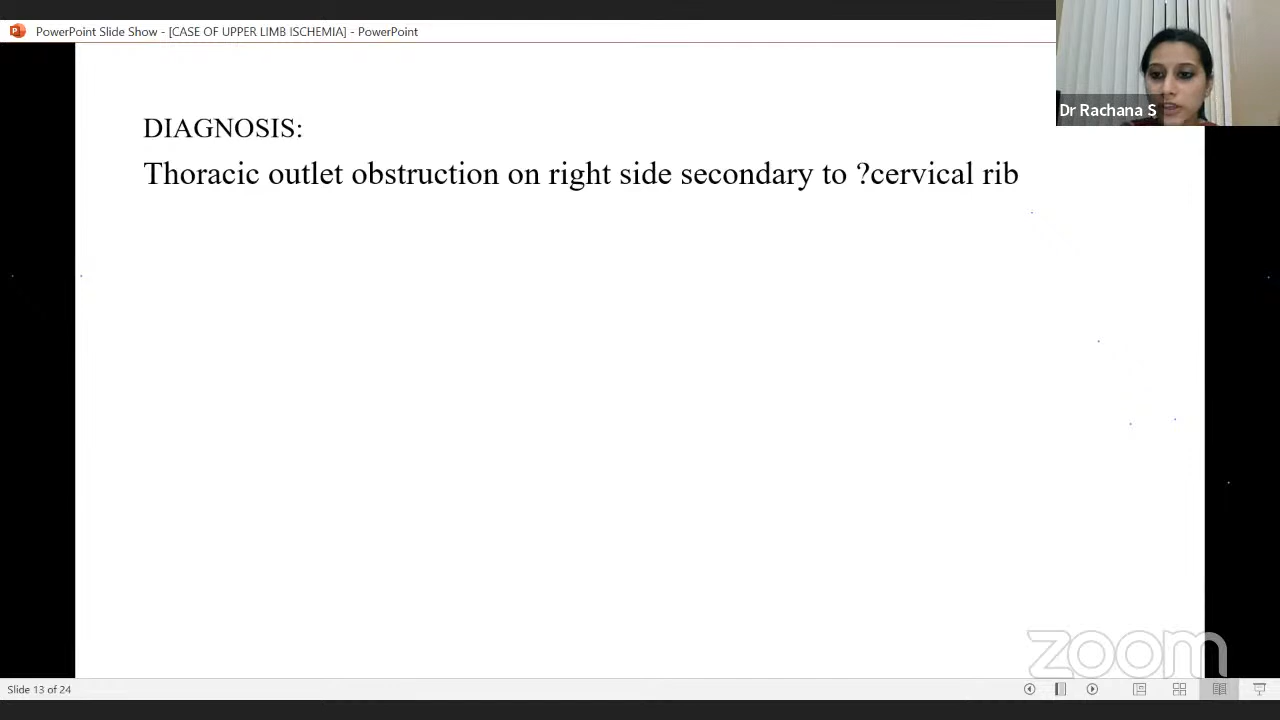 PowerPoint Slide Show - [CASE OF UPPER LIMB ISCHEMIA] - PowerPoint
Dr Rachana S
DIAGNOSIS:
Thoracic outlet obstruction on right side secondary to ?cervical rib
zoom
Slide 13 of 24